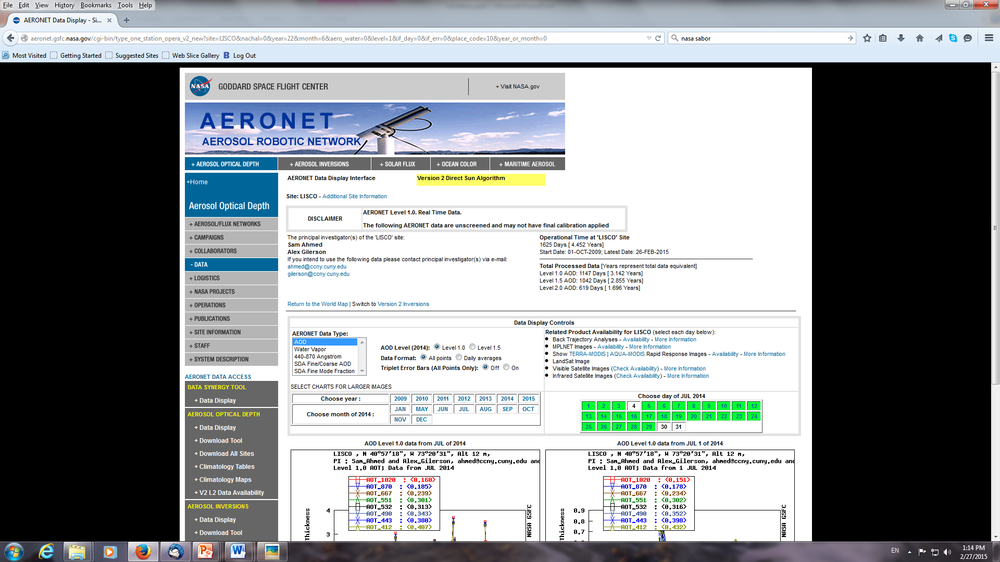 File Edit View History Bookmarks Tools Help
AERONET Data Display - Si...
aeronet.gsfc.nasa.gov/cgi-bin/type_one_station_opera_v2_new?site=LISCO&nachal=0&year=22&month=6&aero_water=0&level=1&if_day=0&if_err=0&place_code=10&year_or_month=0
nasa sabor
Most Visited Getting Started Suggested Sites Web Slice Gallery B Log Out
NASA GODDARD SPACE FLIGHT CENTER
+ Visit NASA.gov
AERONET
AEROSOL ROBOTIC NETWORK
+ AEROSOL OPTICAL DEPTH + AEROSOL INVERSIONS + SOLAR FLUX + OCEAN COLOR + MARITIME AEROSOL
+Home
Aerosol Optical Depth
+ AEROSOL/FLUX NETWORKS
+ CAMPAIGNS
+ COLLABORATORS
- DATA
+ LOGISTICS
+ NASA PROJECTS
+ OPERATIONS
+ PUBLICATIONS
+ SITE INFORMATION
+ STAFF
+ SYSTEM DESCRIPTION
AERONET DATA ACCESS
DATA SYNERGY TOOL
+ Data Display
AEROSOL OPTICAL DEPTH
+ Data Display
+ Download Tool
+ Download All Sites
+ Climatology Tables
+ Climatology Maps
+ V2 L2 Data Availability
AEROSOL INVERSIONS
+ Data Display
+ Download Tool
AERONET Data Display Interface
Version 2 Direct Sun Algorithm
Site: LISCO - Additional Site Information
DISCLAIMER
AERONET Level 1.0. Real Time Data.
The following AERONET data are unscreened and may not have final calibration applied
The principal investigator(s) of the 'LISCO' site:
Sam Ahmed
Alex Gilerson
If you intend to use the following data please contact principal investigator(s) via e-mail:
ahmed@ccny.cuny.edu
gilerson@ccny.cuny.edu
Operational Time at 'LISCO' Site
1625 Days [ 4.452 Years]
Start Date: 01-OCT-2009; Latest Date: 26-FEB-2015
Total Processed Data [Years represent total data equivalent]
Level 1.0 AOD: 1147 Days [ 3.142 Years]
Level 1.5 AOD: 1042 Days [ 2.855 Years]
Level 2.0 AOD: 619 Days [ 1.696 Years]
Return to the World Map | Switch to Version 2 Inversions
Data Display Controls
AERONET Data Type:
AOD
Water Vapor
440-870 Angstrom
SDA Fine/Coarse AOD
SDA Fine Mode Fraction
AOD Level (2014): Level 1.0 Level 1.5
Data Format: All points Daily averages
Triplet Error Bars (All Points Only): Off On
SELECT CHARTS FOR LARGER IMAGES
Related Product Availability for LISCO (select each day below):
Back Trajectory Analyses - Availability - More Information
MPLNET Images - Availability - More Information
Show TERRA-MODIS | AQUA-MODIS Rapid Response Images - Availability - More Information
LandSat Image
Visible Satellite Images (Check Availability) - More Information
Infrared Satellite Images (Check Availability) - More Information
Choose year : 2009 2010 2011 2012 2013 2014 2015
Choose month of 2014 : JAN MAY JUN JUL AUG SEP OCT
NOV DEC
Choose day of JUL 2014
1 2 3 4 5 6 7 8 9 10 11 12
13 14 15 16 17 18 19 20 21 22 23 24
25 26 27 28 29 30 31
AOD Level 1.0 data from JUL of 2014
LISCO , N 40°57'18", W 73°20'31", Alt 12 m,
PI : Sam_Ahmed and Alex_Gilerson, ahmed@ccny.cuny.edu and
Level 1.0 AOT; Data from JUL 2014
AOT_1020 : <0.160>
AOT_870 : <0.185>
AOT_667 : <0.239>
AOT_551 : <0.301>
AOT_532 : <0.313>
AOT_490 : <0.343>
AOT_443 : <0.380>
AOT_412 : <0.407>
4
3
Thickness
NASA GSFC
AOD Level 1.0 data from JUL 1 of 2014
LISCO , N 40°57'18", W 73°20'31", Alt 12 m,
PI : Sam_Ahmed and Alex_Gilerson, ahmed@ccny.cuny.edu and
Level 1.0 AOT; Data from 1 JUL 2014
AOT_1020 : <0.151>
AOT_870 : <0.178>
AOT_667 : <0.234>
AOT_551 : <0.302>
AOT_532 : <0.316>
AOT_490 : <0.352>
AOT_443 : <0.398>
AOT_412 : <0.432>
0.9
0.8
0.7
Thickness
NASA GSFC
EN
1:14 PM
2/27/2015